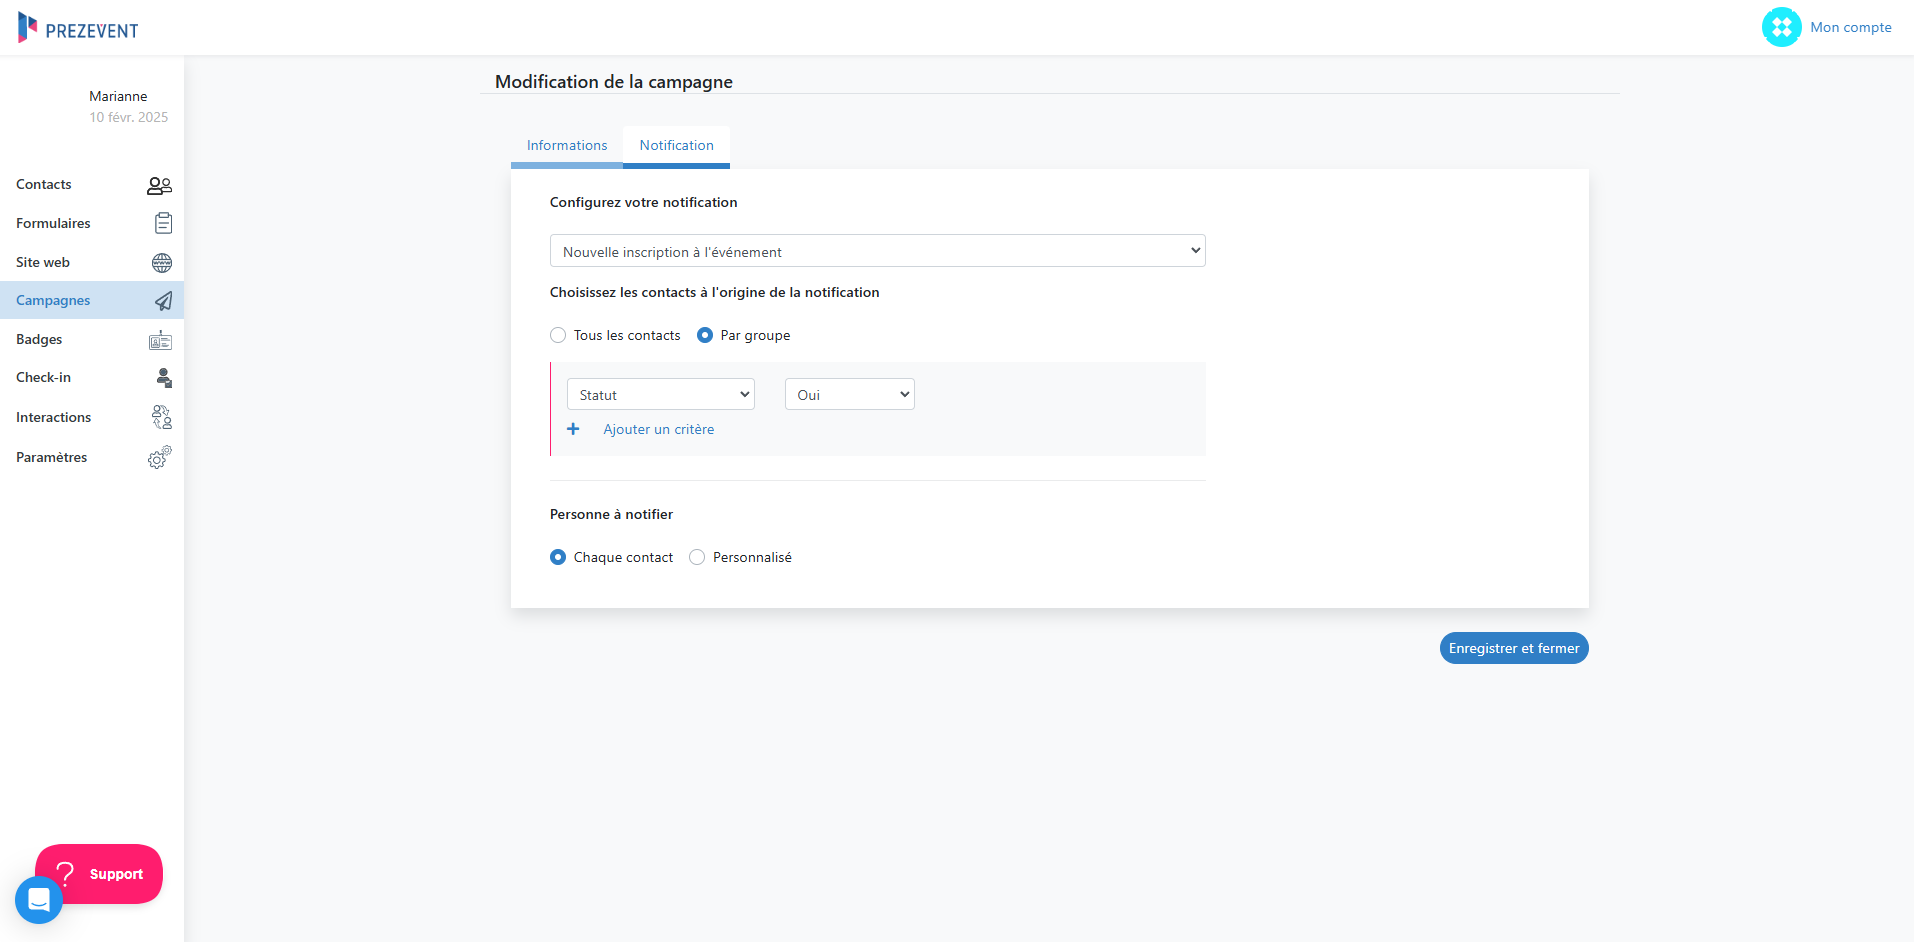 PREZEVENT
Mon compte
Marianne
10 févr. 2025
Contacts
Formulaires
Site web
Campagnes
Badges
Check-in
Interactions
Paramètres
? Support
Modification de la campagne
Informations
Notification
Configurez votre notification
Nouvelle inscription à l'événement
Choisissez les contacts à l'origine de la notification
Tous les contacts
Par groupe
Statut
Oui
+ Ajouter un critère
Personne à notifier
Chaque contact
Personnalisé
Enregistrer et fermer